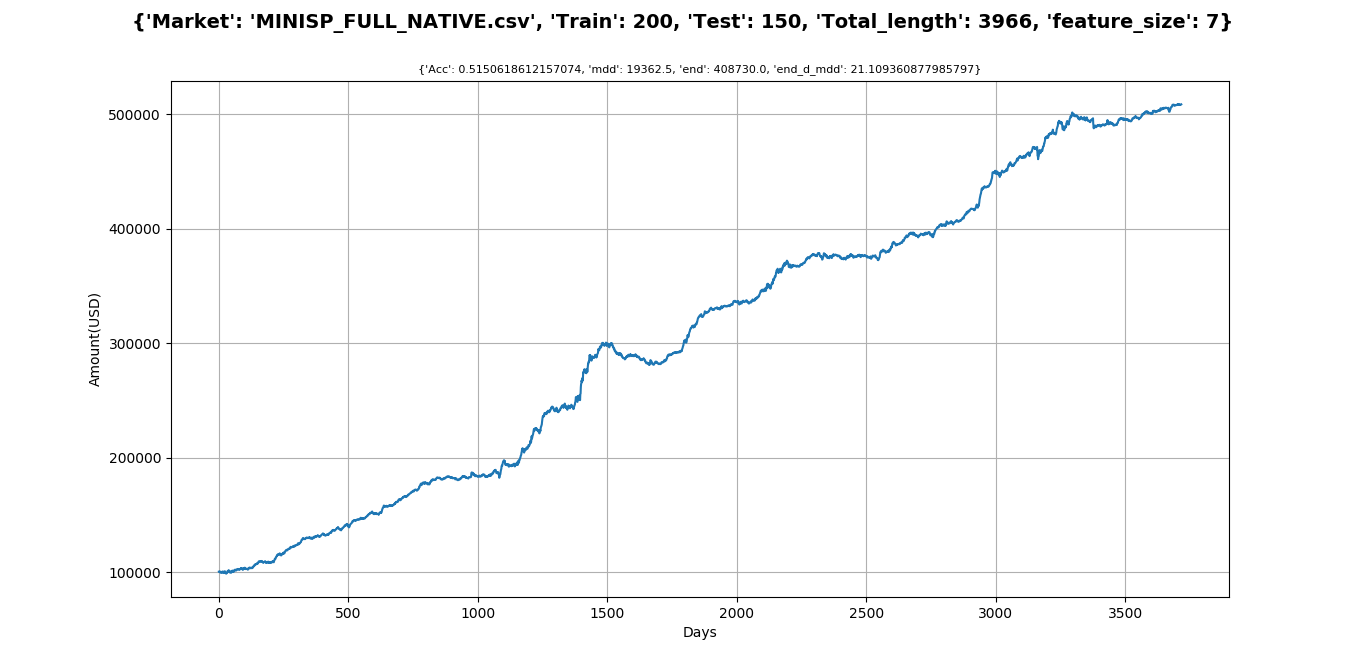 {'Market': 'MINISP_FULL_NATIVE.csv', 'Train': 200, 'Test': 150, 'Total_length': 3966, 'feature_size': 7}
{'Acc': 0.5150618612157074, 'mdd': 19362.5, 'end': 408730.0, 'end_d_mdd': 21.109360877985797}
500000
400000
300000
200000
100000
Amount(USD)
0 500 1000 1500 2000 2500 3000 3500
Days